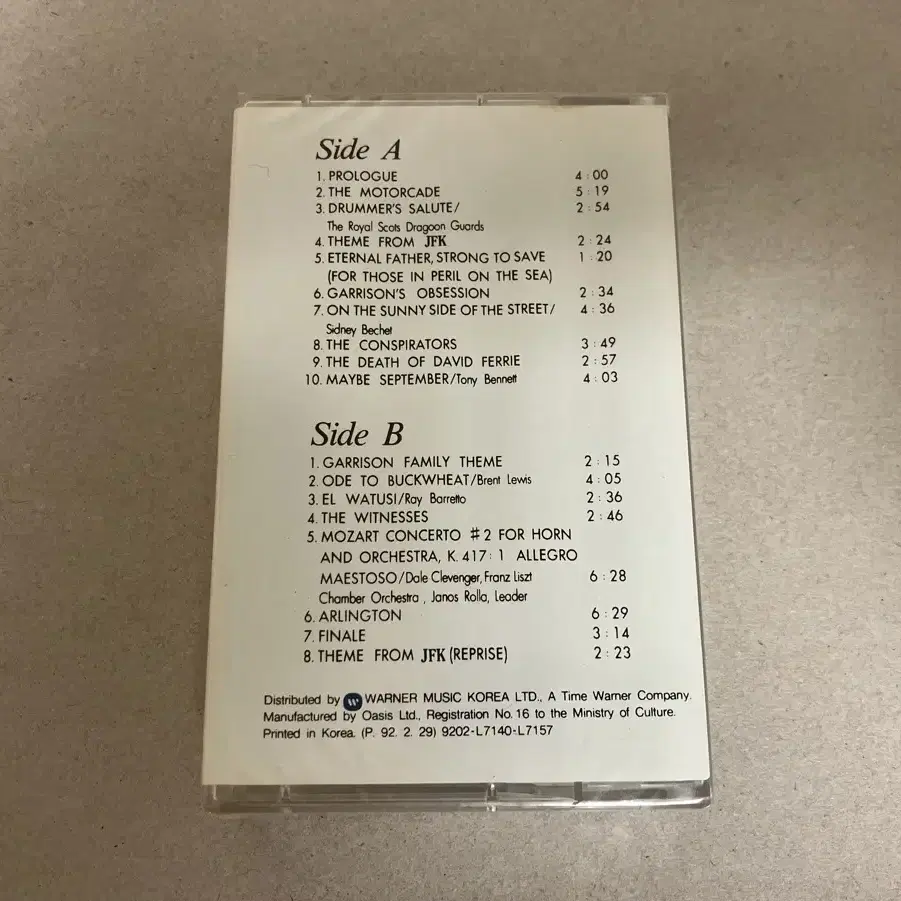 Side A
1. PROLOGUE 4:00
2. THE MOTORCADE 5:19
3. DRUMMER'S SALUTE/ 2:54
The Royal Scots Dragoon Guards
4. THEME FROM JFK 2:24
5. ETERNAL FATHER, STRONG TO SAVE 1:20
(FOR THOSE IN PERIL ON THE SEA)
6. GARRISON'S OBSESSION 2:34
7. ON THE SUNNY SIDE OF THE STREET/ 4:36
Sidney Bechet
8. THE CONSPIRATORS 3:49
9. THE DEATH OF DAVID FERRIE 2:57
10. MAYBE SEPTEMBER/Tony Bennett 4:03
Side B
1. GARRISON FAMILY THEME 2:15
2. ODE TO BUCKWHEAT/Brent Lewis 4:05
3. EL WATUSI/Ray Barretto 2:36
4. THE WITNESSES 2:46
5. MOZART CONCERTO #2 FOR HORN
AND ORCHESTRA, K. 417: 1 ALLEGRO
MAESTOSO/Dale Clevenger, Franz Liszt 6:28
Chamber Orchestra, Janos Rolla, Leader
6. ARLINGTON 6:29
7. FINALE 3:14
8. THEME FROM JFK (REPRISE) 2:23
Distributed by W WARNER MUSIC KOREA LTD., A Time Warner Company.
Manufactured by Oasis Ltd., Registration No. 16 to the Ministry of Culture.
Printed in Korea. (P. 92. 2. 29) 9202-L7140-L7157